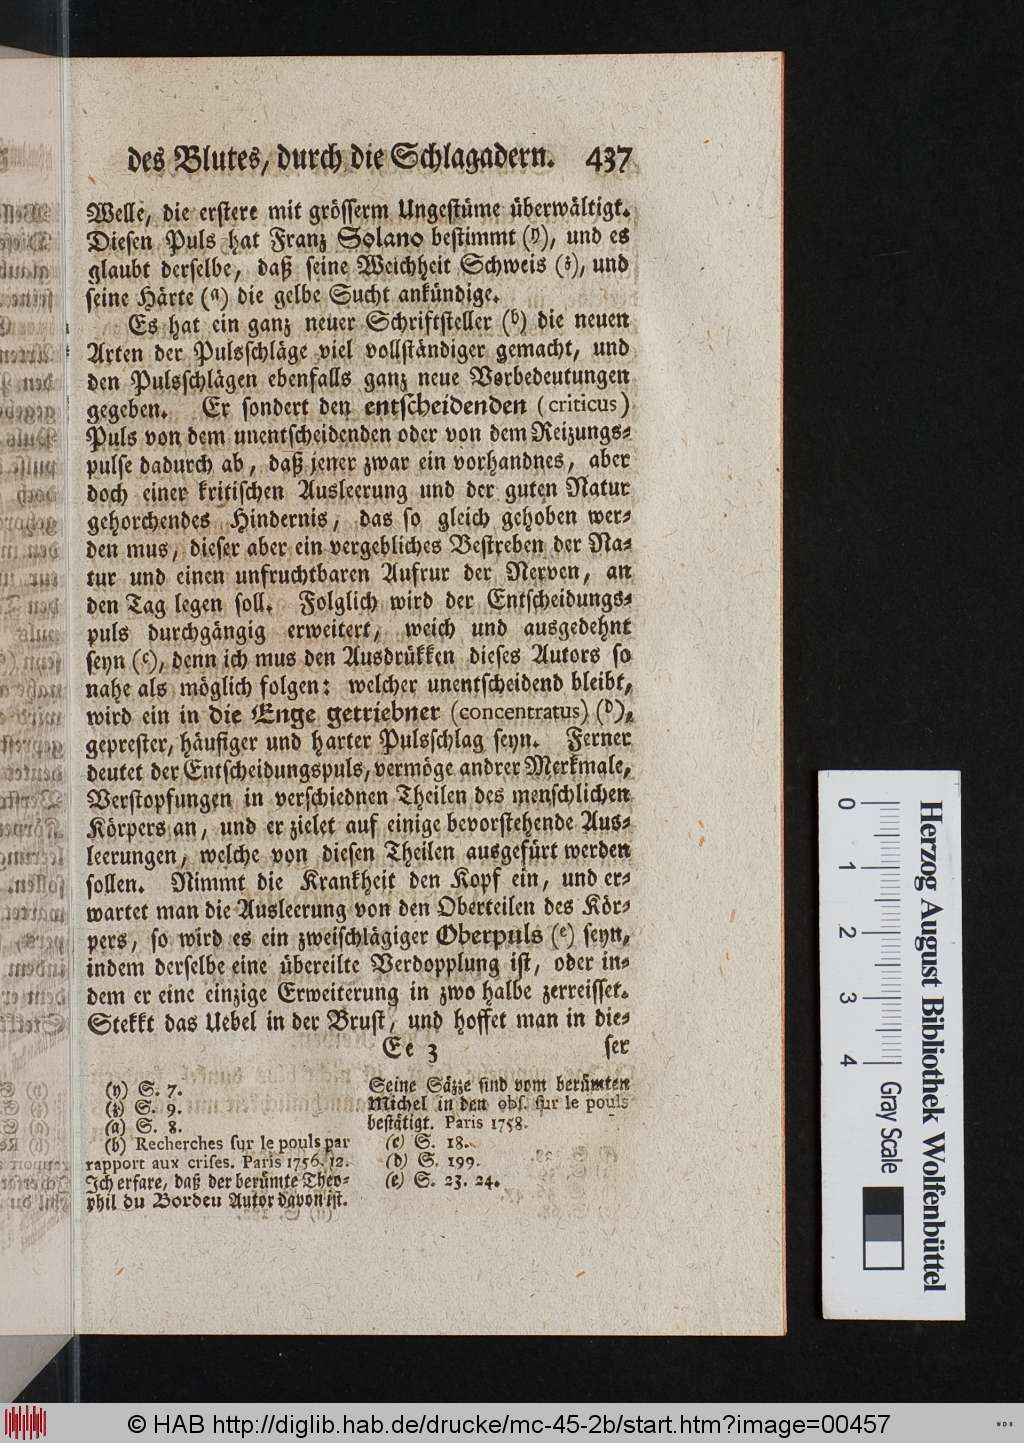 des Blutes, durch die Schlagadern. 437
Welle, die erstere mit grösserm Ungestüme überwältigt.
Diesen Puls hat Franz Solano bestimmt (y), und es
glaubt derselbe, daß seine Weichheit Schweis (z), und
seine Härte (a) die gelbe Sucht ankündige.
Es hat ein ganz neuer Schriftsteller (b) die neuen
Arten der Pulsschläge viel vollständiger gemacht, und
den Pulsschlägen ebenfalls ganz neue Vorbedeutungen
gegeben. Er sondert den entscheidenden (criticus)
Puls von dem unentscheidenden oder von dem Reizungs-
pulse dadurch ab, daß jener zwar ein vorhandnes, aber
doch einer kritischen Ausleerung und der guten Natur
gehorchendes Hindernis, das so gleich gehoben wer-
den mus, dieser aber ein vergebliches Bestreben der Na-
tur und einen unfruchtbaren Aufrur der Nerven, an
den Tag legen soll. Folglich wird der Entscheidungs-
puls durchgängig erweitert, weich und ausgedehnt
seyn (c), denn ich mus den Ausdrükken dieses Autors so
nahe als möglich folgen: welcher unentscheidend bleibt,
wird ein in die Enge getriebner (concentratus) (d),
geprester, häufiger und harter Pulsschlag seyn. Ferner
deutet der Entscheidungspuls, vermöge andrer Merkmale,
Verstopfungen in verschiednen Theilen des menschlichen
Körpers an, und er zielet auf einige bevorstehende Aus-
leerungen, welche von diesen Theilen ausgefürt werden
sollen. Nimmt die Krankheit den Kopf ein, und er-
wartet man die Ausleerung von den Oberteilen des Kör-
pers, so wird es ein zweischlägiger Oberpuls (e) seyn,
indem derselbe eine übereilte Verdopplung ist, oder in-
dem er eine einzige Erweiterung in zwo halbe zerreisset.
Stekkt das Uebel in der Brust, und hoffet man in die-
Ee 3 ser
(y) S. 7.
(z) S. 9.
(a) S. 8.
(b) Recherches sur le pouls par
rapport aux crises. Paris 1756. 12.
Ich erfare, daß der berümte Theo-
phil du Bordeu Autor davon ist.
Seine Säzze sind vom berümten
Michel in den obs. sur le pouls
bestätigt. Paris 1758.
(c) S. 18.
(d) S. 199.
(e) S. 23. 24.
Herzog August Bibliothek Wolfenbüttel
0 1 2 3 4 Gray Scale
© HAB http://diglib.hab.de/drucke/mc-45-2b/start.htm?image=00457